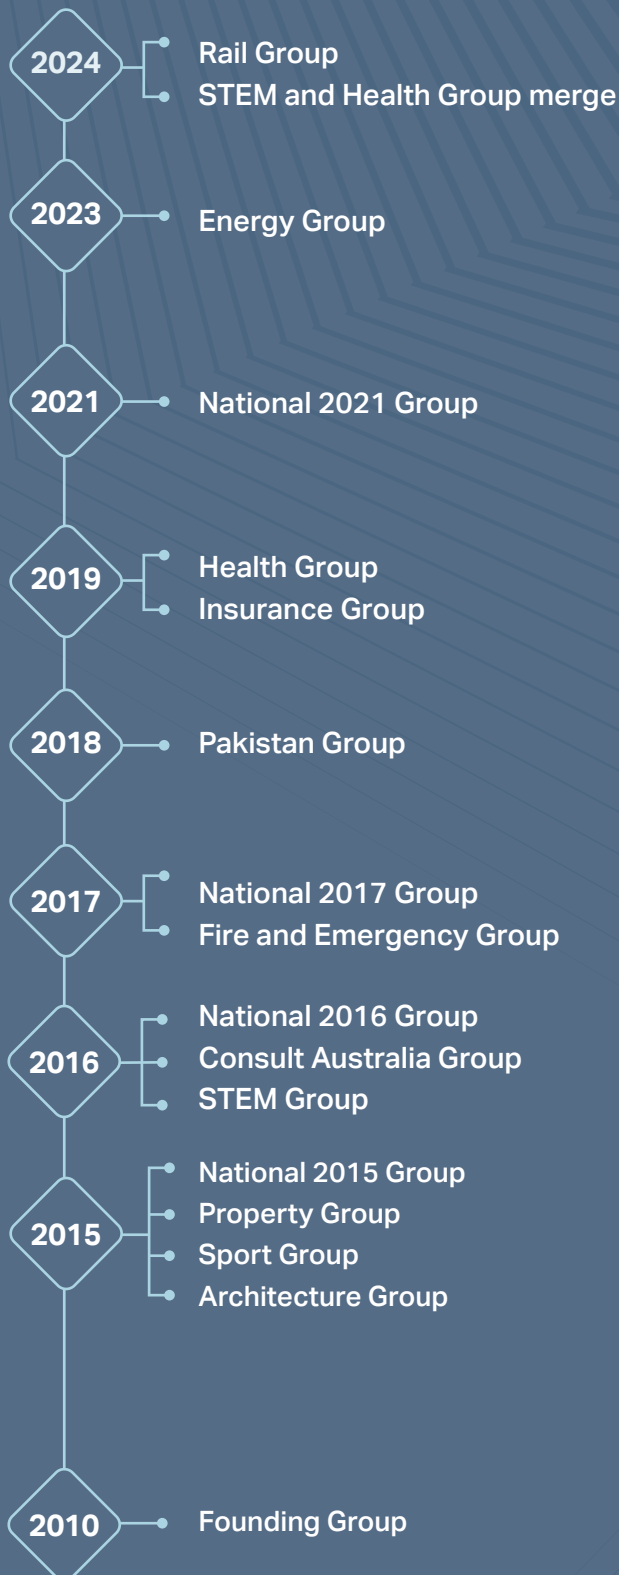 2024
Rail Group
STEM and Health Group merge
2023
Energy Group
2021
National 2021 Group
2019
Health Group
Insurance Group
2018
Pakistan Group
2017
National 2017 Group
Fire and Emergency Group
2016
National 2016 Group
Consult Australia Group
STEM Group
2015
National 2015 Group
Property Group
Sport Group
Architecture Group
2010
Founding Group